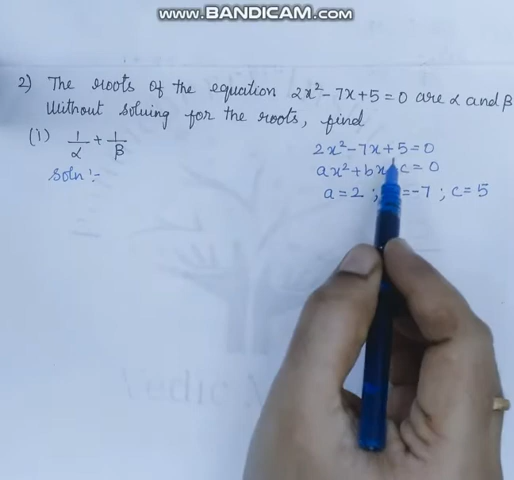 www.BANDICAM.com
2) The roots of the equation 2x² - 7x + 5 = 0 are α and β
Without solving for the roots, find
(i) 1/α + 1/β
Soln :-
2x² - 7x + 5 = 0
ax² + bx c = 0
a = 2 ; = -7 ; c = 5
Vedic